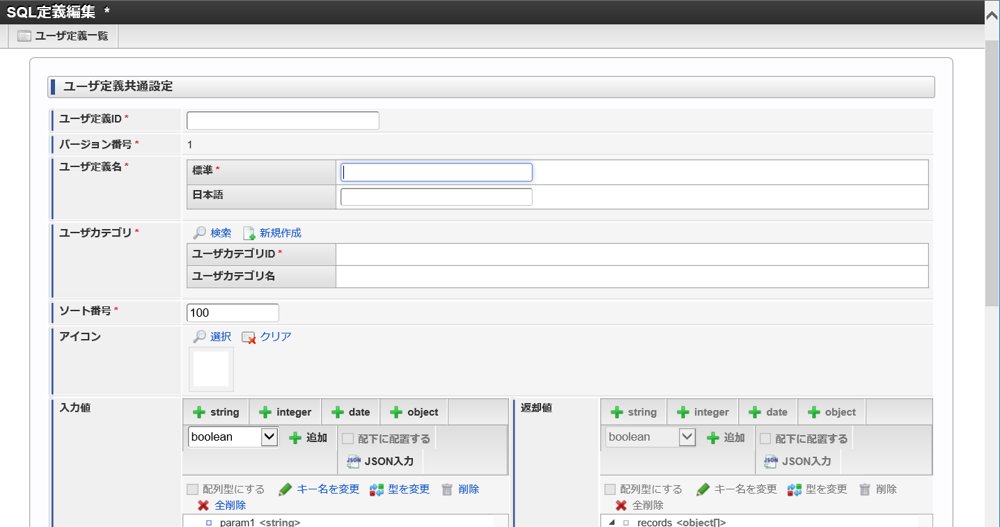 SQL定義編集 *
ユーザ定義一覧
ユーザ定義共通設定
ユーザ定義ID *
バージョン番号 * 1
ユーザ定義名 *
標準 *
日本語
ユーザカテゴリ *
検索 新規作成
ユーザカテゴリID *
ユーザカテゴリ名
ソート番号 * 100
アイコン
選択 クリア
入力値
string integer date object
boolean 追加 配下に配置する
JSON JSON入力
配列型にする キー名を変更 型を変更 削除
全削除
param1 <string>
返却値
string integer date object
boolean 追加 配下に配置する
JSON JSON入力
配列型にする キー名を変更 型を変更 削除
全削除
records <object[]>